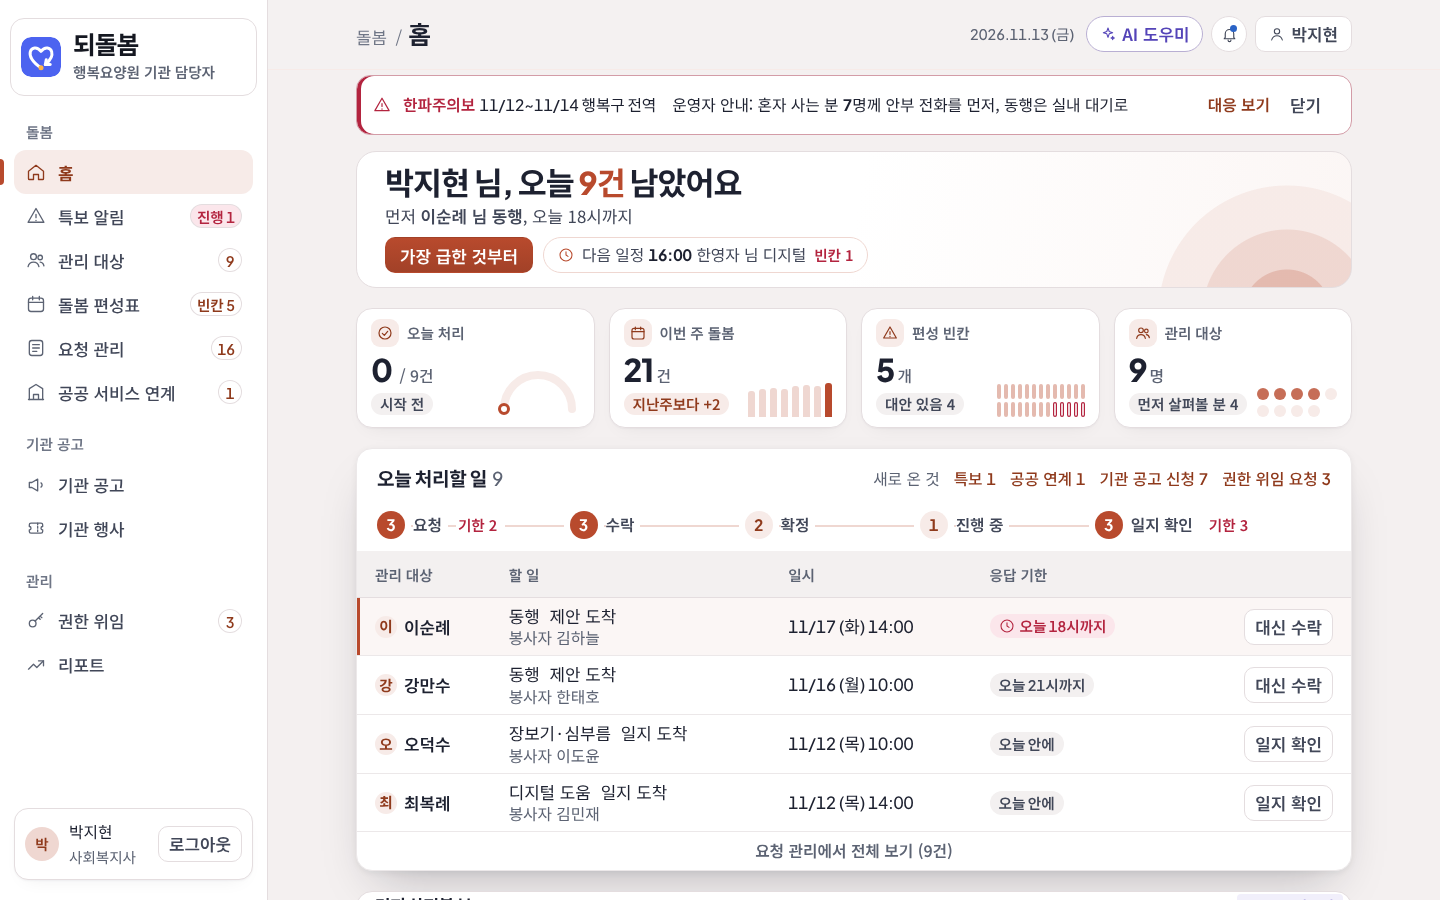 되돌봄
행복요양원 기관 담당자
돌봄
홈
특보 알림 진행 1
관리 대상 9
돌봄 편성표 빈칸 5
요청 관리 16
공공 서비스 연계 1
기관 공고
기관 공고
기관 행사
관리
권한 위임 3
리포트
박 박지현
사회복지사
로그아웃
돌봄 / 홈
2026.11.13 (금) AI 도우미 박지현
한파주의보 11/12~11/14 행복구 전역 운영자 안내: 혼자 사는 분 7명께 안부 전화를 먼저, 동행은 실내 대기로 대응 보기 닫기
박지현 님, 오늘 9건 남았어요
먼저 이순례 님 동행, 오늘 18시까지
가장 급한 것부터 다음 일정 16:00 한영자 님 디지털 빈칸 1
오늘 처리
0 / 9건
시작 전
이번 주 돌봄
21 건
지난주보다 +2
편성 빈칸
5 개
대안 있음 4
관리 대상
9 명
먼저 살펴볼 분 4
오늘 처리할 일 9
새로 온 것 특보 1 공공 연계 1 기관 공고 신청 7 권한 위임 요청 3
3 요청 기한 2 3 수락 2 확정 1 진행 중 3 일지 확인 기한 3
관리 대상 할 일 일시 응답 기한
이 이순례 동행 제안 도착 11/17 (화) 14:00 오늘 18시까지 대신 수락
봉사자 김하늘
강 강만수 동행 제안 도착 11/16 (월) 10:00 오늘 21시까지 대신 수락
봉사자 한태호
오 오덕수 장보기·심부름 일지 도착 11/12 (목) 10:00 오늘 안에 일지 확인
봉사자 이도윤
최 최복례 디지털 도움 일지 도착 11/12 (목) 14:00 오늘 안에 일지 확인
봉사자 김민재
요청 관리에서 전체 보기 (9건)